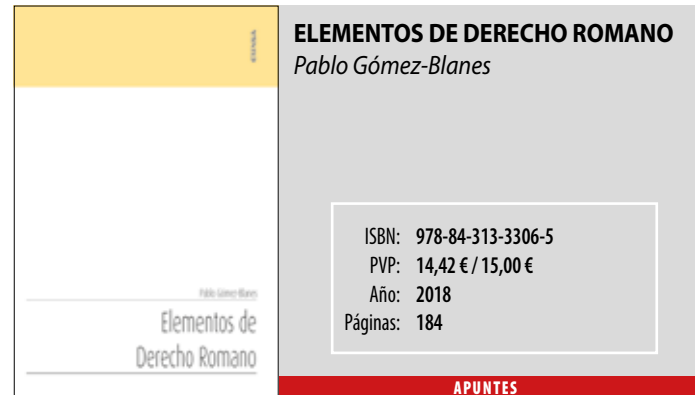 EUNSA
Pablo Gómez-Blanes
Elementos de
Derecho Romano
ELEMENTOS DE DERECHO ROMANO
Pablo Gómez-Blanes
ISBN: 978-84-313-3306-5
PVP: 14,42 € / 15,00 €
Año: 2018
Páginas: 184
APUNTES